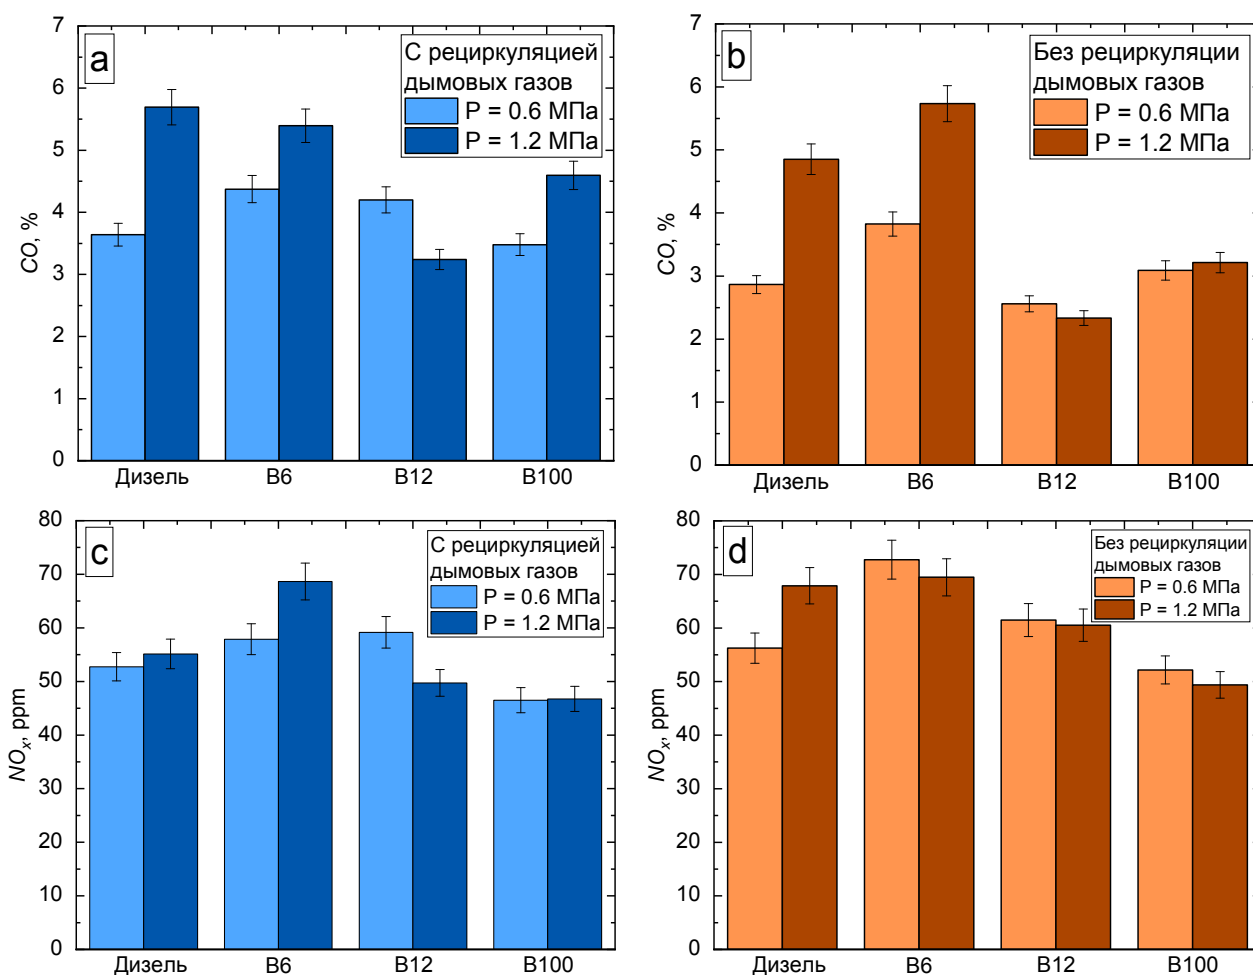 a
С рециркуляцией
дымовых газов
P = 0.6 МПа
P = 1.2 МПа
CO, %
7
6
5
4
3
2
1
0
Дизель B6 B12 B100
b
Без рециркуляции
дымовых газов
P = 0.6 МПа
P = 1.2 МПа
CO, %
7
6
5
4
3
2
1
0
Дизель B6 B12 B100
c
С рециркуляцией
дымовых газов
P = 0.6 МПа
P = 1.2 МПа
NOx, ppm
80
70
60
50
40
30
20
10
0
Дизель B6 B12 B100
d
Без рециркуляции
дымовых газов
P = 0.6 МПа
P = 1.2 МПа
NOx, ppm
80
70
60
50
40
30
20
10
0
Дизель B6 B12 B100